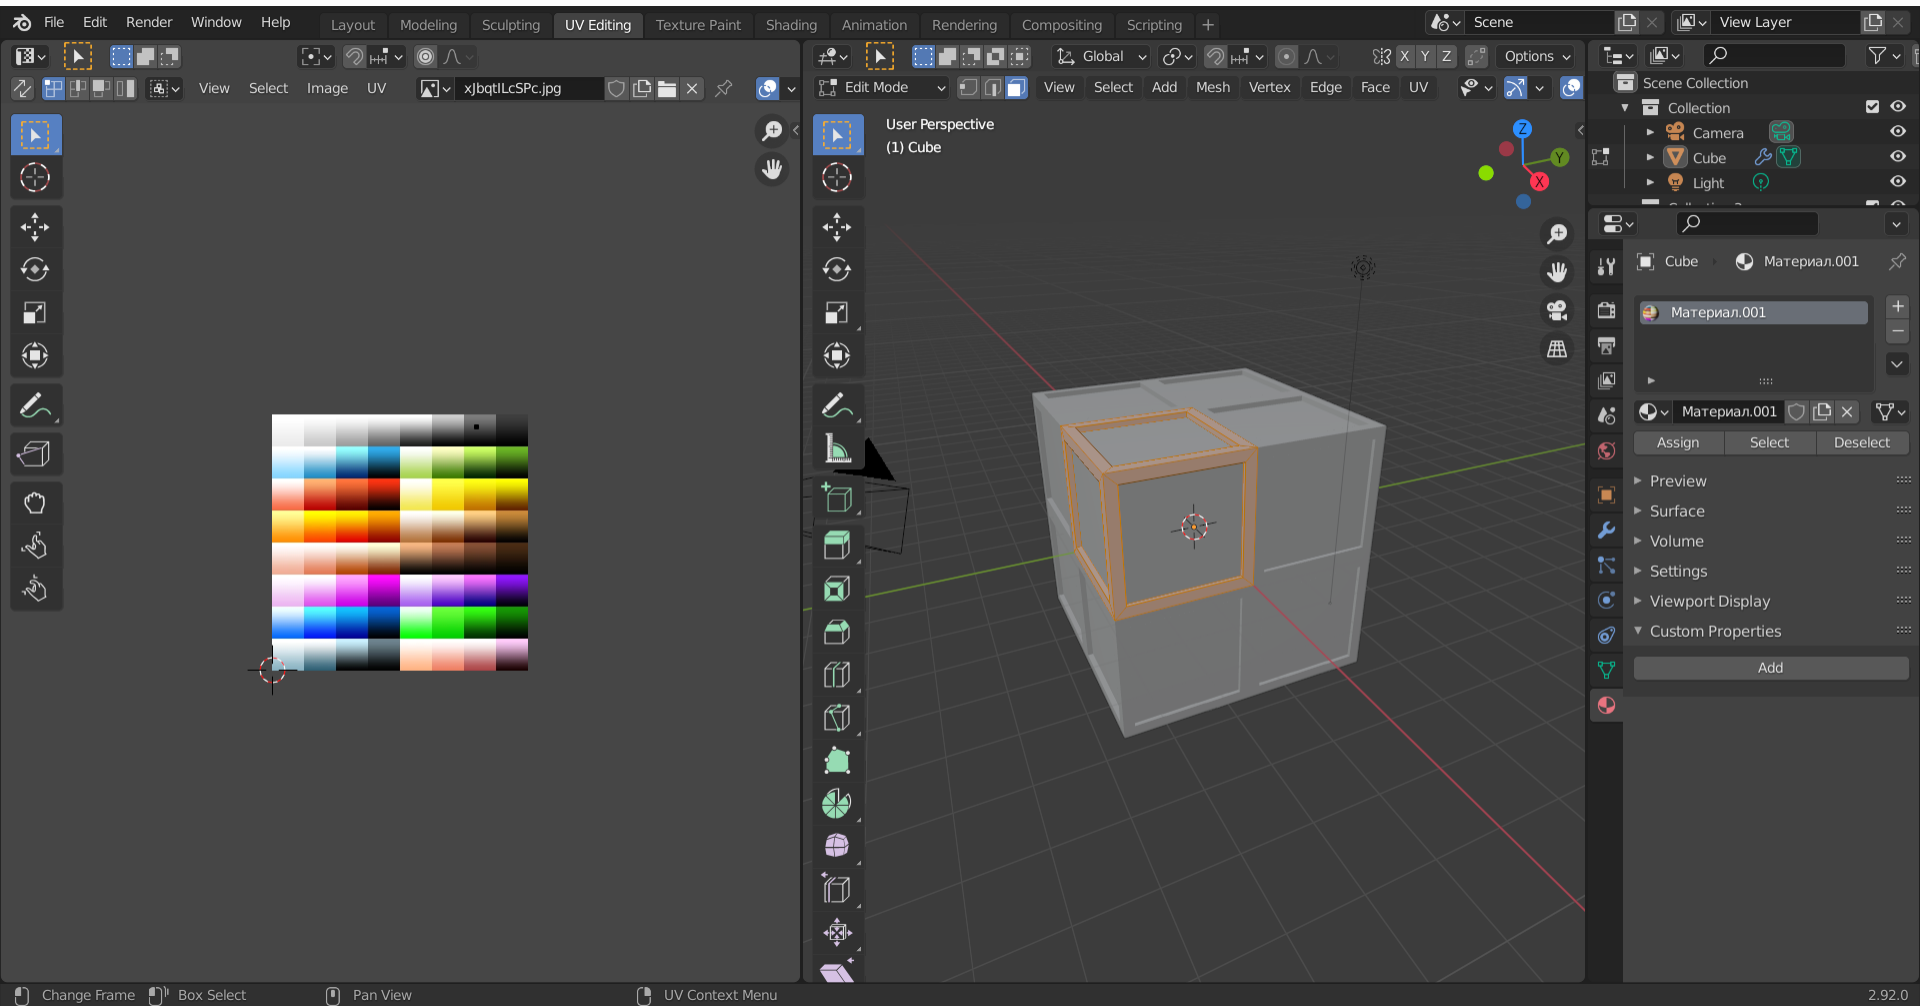 File Edit Render Window Help Layout Modeling Sculpting UV Editing Texture Paint Shading Animation Rendering Compositing Scripting + Scene View Layer
Global X Y Z Options
View Select Image UV xJbqtILcSPc.jpg
Edit Mode View Select Add Mesh Vertex Edge Face UV
User Perspective
(1) Cube
Z
Y
X
Scene Collection
Collection
Camera
Cube
Light
Cube Материал.001
Материал.001
Материал.001
Assign Select Deselect
Preview
Surface
Volume
Settings
Viewport Display
Custom Properties
Add
Change Frame Box Select Pan View UV Context Menu 2.92.0